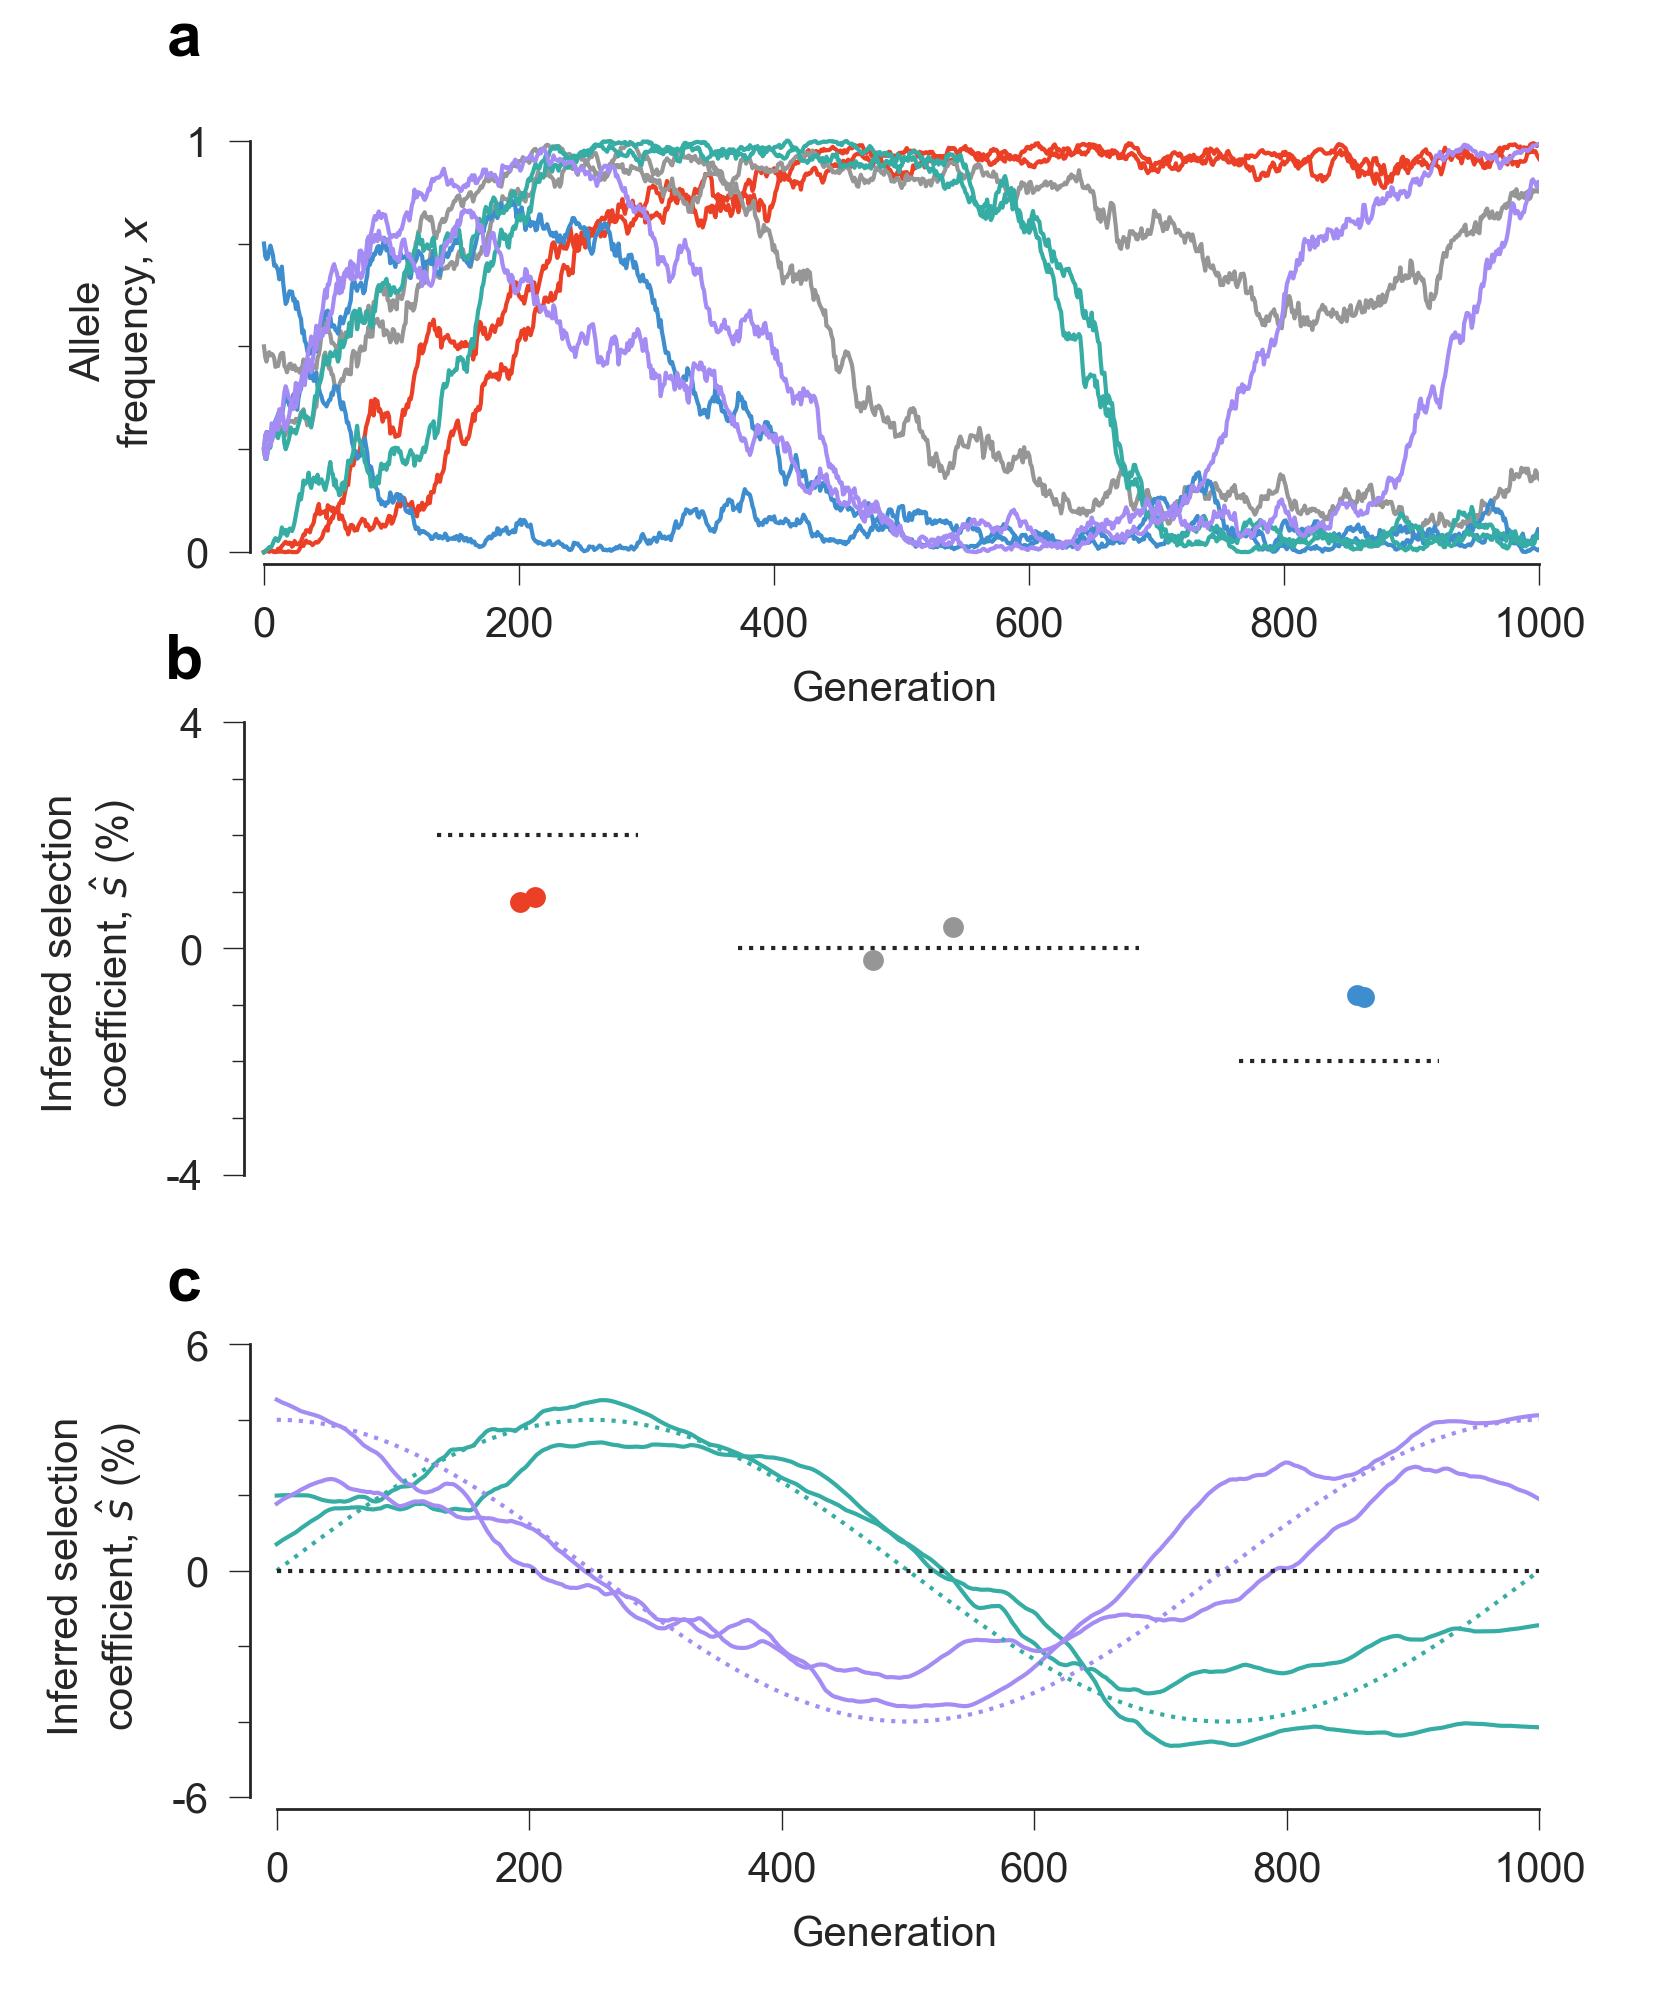 a
1
0
Allele
frequency, x
0 200 400 600 800 1000
Generation
b
4
0
-4
Inferred selection
coefficient, ŝ (%)
c
6
0
-6
Inferred selection
coefficient, ŝ (%)
0 200 400 600 800 1000
Generation